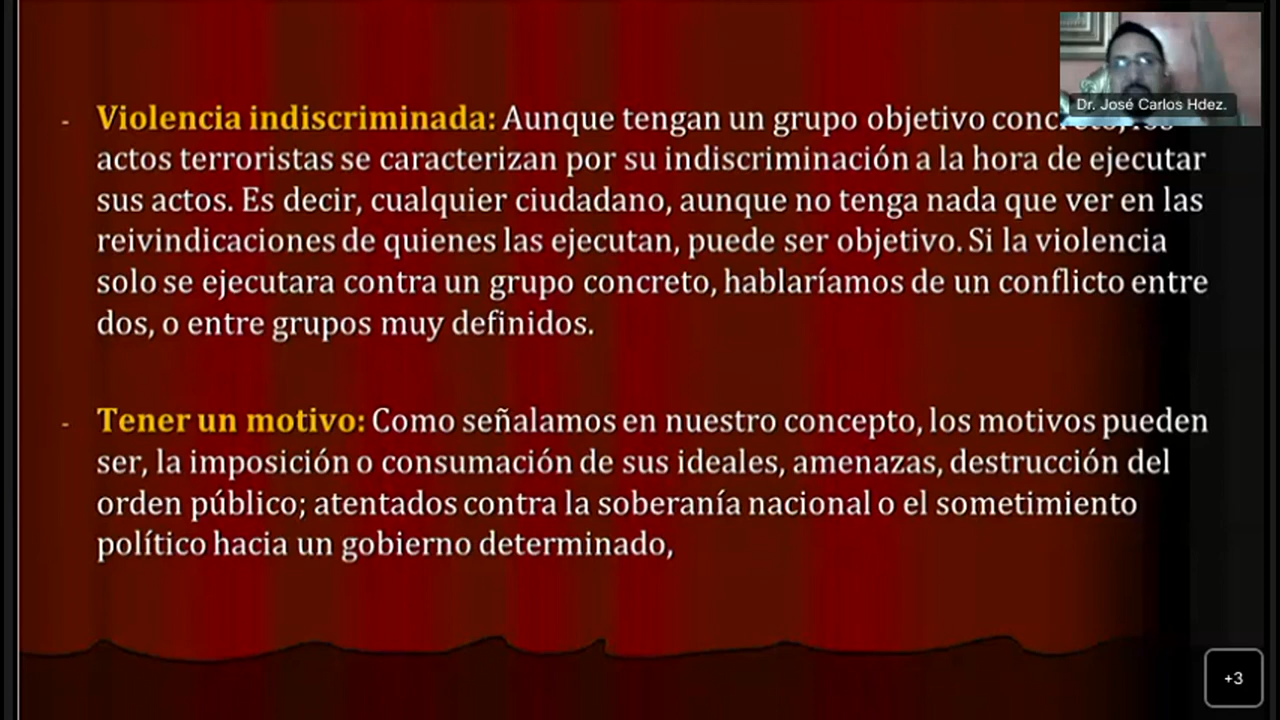 Dr. José Carlos Hdez.
- Violencia indiscriminada: Aunque tengan un grupo objetivo
actos terroristas se caracterizan por su indiscriminación a la hora de ejecutar
sus actos. Es decir, cualquier ciudadano, aunque no tenga nada que ver en las
reivindicaciones de quienes las ejecutan, puede ser objetivo. Si la violencia
solo se ejecutara contra un grupo concreto, hablaríamos de un conflicto entre
dos, o entre grupos muy definidos.
- Tener un motivo: Como señalamos en nuestro concepto, los motivos pueden
ser, la imposición o consumación de sus ideales, amenazas, destrucción del
orden público; atentados contra la soberanía nacional o el sometimiento
político hacia un gobierno determinado,
+3